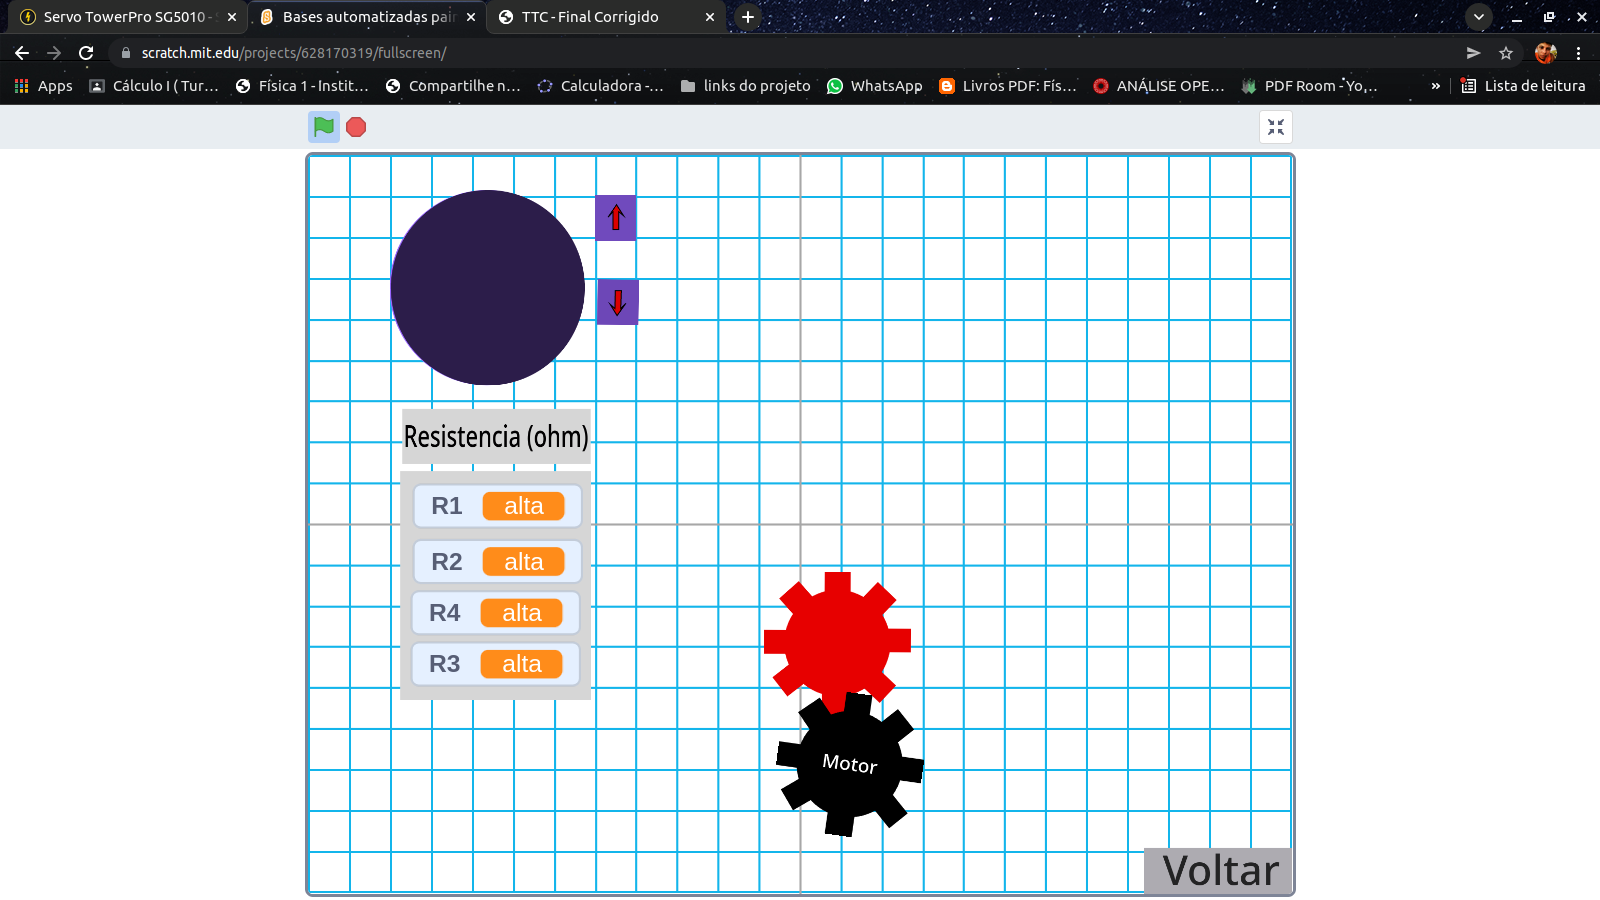 Servo TowerPro SG5010 -
Bases automatizadas pair
TTC - Final Corrigido
scratch.mit.edu/projects/628170319/fullscreen/
Apps
Cálculo I ( Tur…
Física 1 - Instit…
Compartilhe n…
Calculadora -…
links do projeto
WhatsApp
Livros PDF: Fís…
ANÁLISE OPE…
PDF Room - Yo…
»
Lista de leitura
Resistencia (ohm)
R1 alta
R2 alta
R4 alta
R3 alta
Motor
Voltar